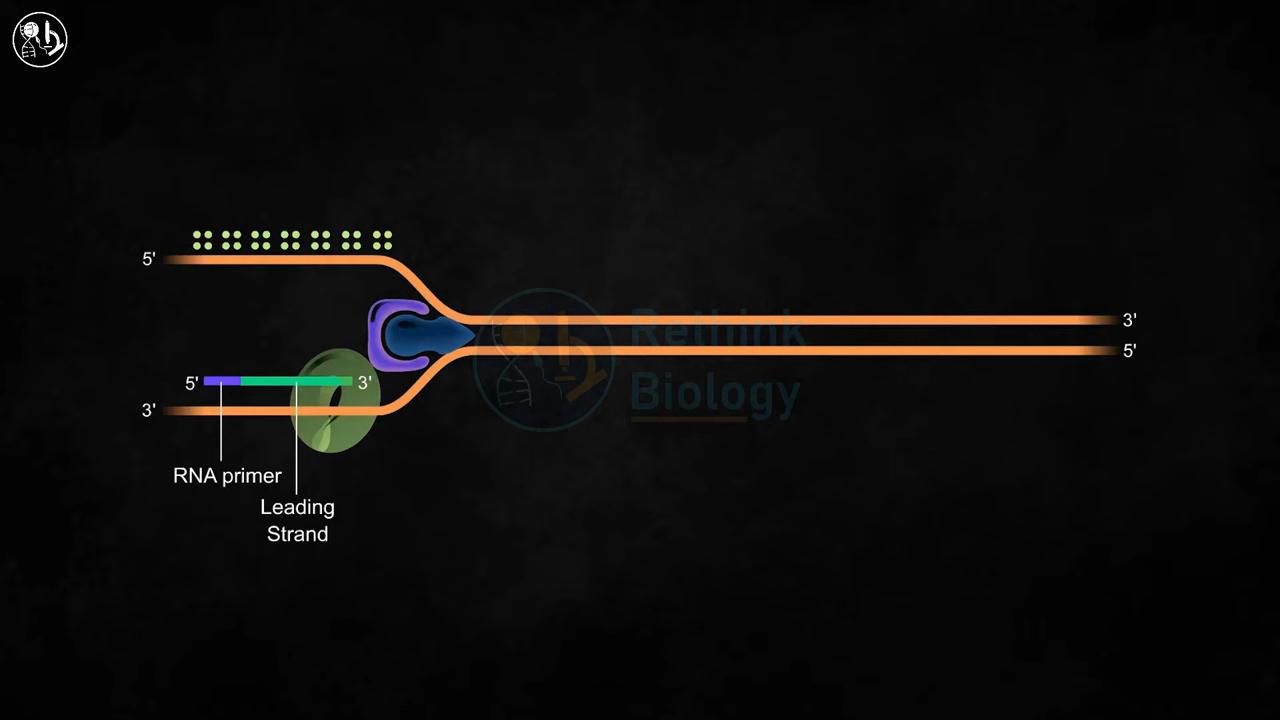 5'
3'
5'
5'
3'
3'
RNA primer
Leading
Strand
Rethink
Biology